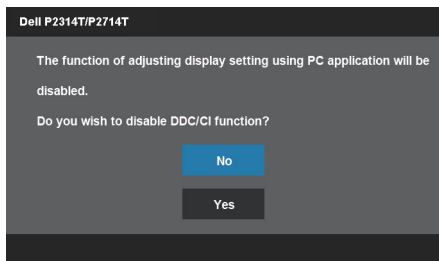 Dell P2314T/P2714T
The function of adjusting display setting using PC application will be
disabled.
Do you wish to disable DDC/CI function?
No
Yes